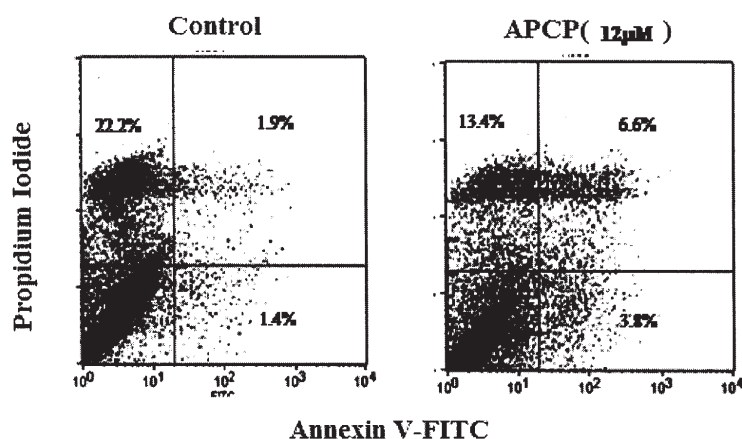 Control
APCP( 12µM )
Propidium Iodide
22.2%
1.9%
1.4%
10⁰ 10¹ 10² 10³ 10⁴
FITC
13.4%
6.6%
3.8%
10⁰ 10¹ 10² 10³ 10⁴
Annexin V-FITC